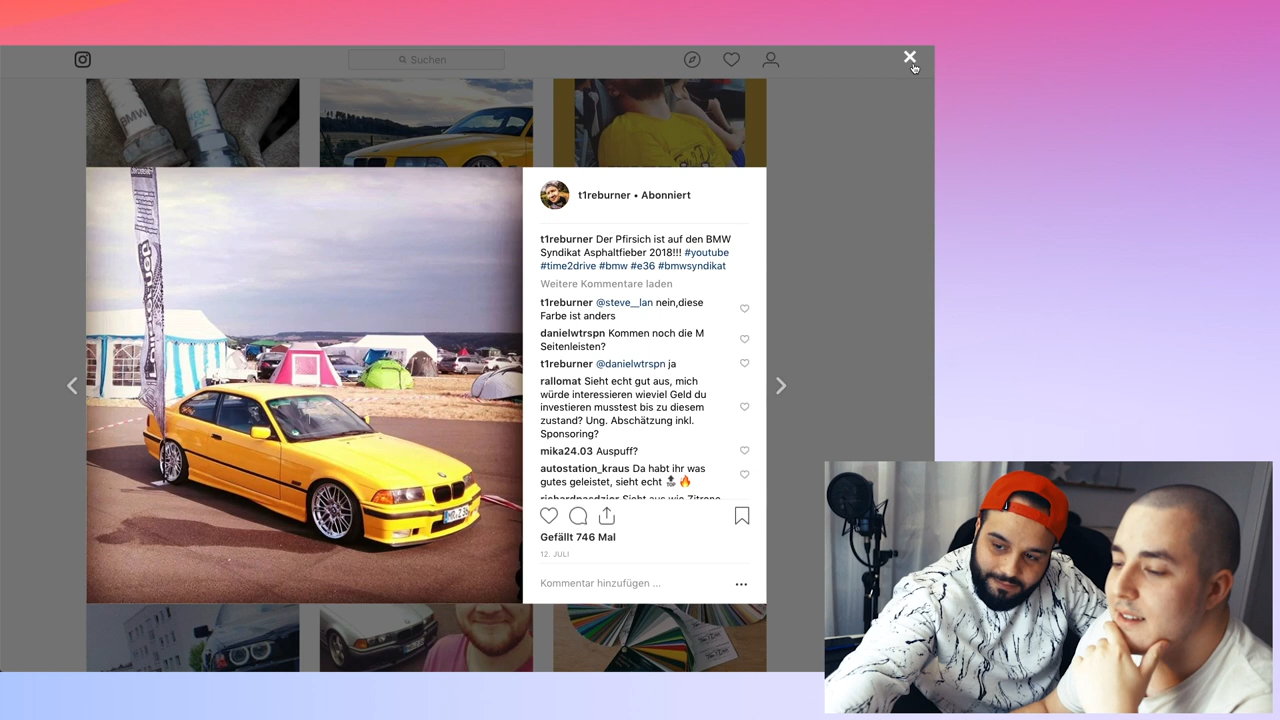 Suchen
BMW
t1reburner • Abonniert
t1reburner Der Pfirsich ist auf den BMW
Syndikat Asphaltfieber 2018!!! #youtube
#time2drive #bmw #e36 #bmwsyndikat
Weitere Kommentare laden
t1reburner @steve__lan nein,diese
Farbe ist anders
danielwtrspn Kommen noch die M
Seitenleisten?
t1reburner @danielwtrspn ja
rallomat Sieht echt gut aus, mich
würde interessieren wieviel Geld du
investieren musstest bis zu diesem
zustand? Ung. Abschätzung inkl.
Sponsoring?
mika24.03 Auspuff?
autostation_kraus Da habt ihr was
gutes geleistet, sieht echt 🔝 🔥
Gefällt 746 Mal
12. JULI
Kommentar hinzufügen ...